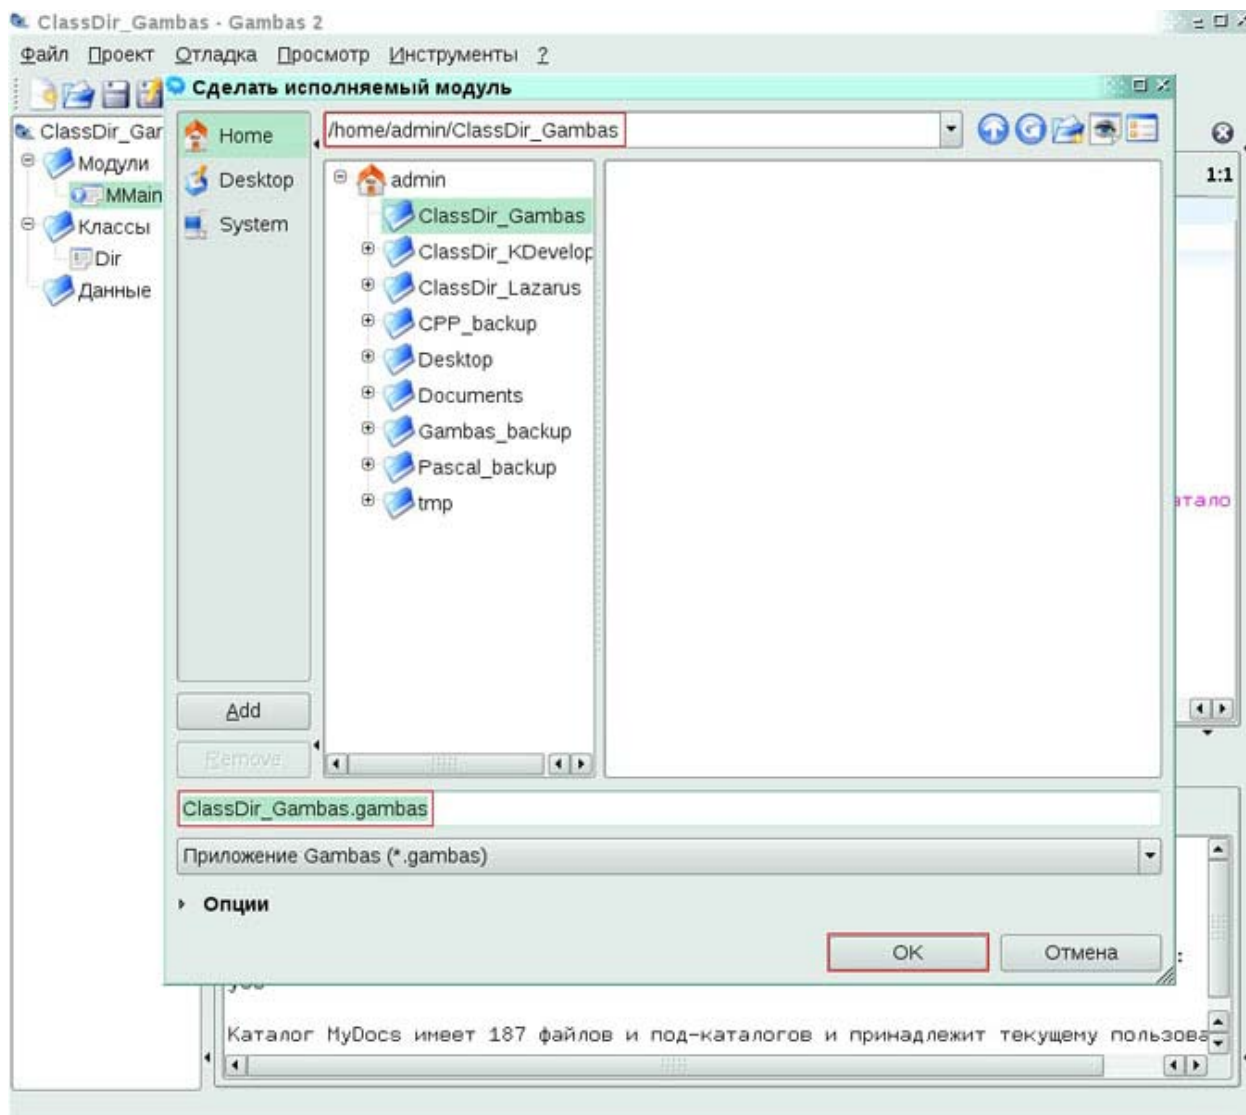 ClassDir_Gambas - Gambas 2
Файл Проект Отладка Просмотр Инструменты ?
Сделать исполняемый модуль
ClassDir_Gar
Модули
MMain
Классы
Dir
Данные
Home
Desktop
System
/home/admin/ClassDir_Gambas
admin
ClassDir_Gambas
ClassDir_KDevelop
ClassDir_Lazarus
CPP_backup
Desktop
Documents
Gambas_backup
Pascal_backup
tmp
1:1
атало
Add
Remove
ClassDir_Gambas.gambas
Приложение Gambas (*.gambas)
Опции
OK
Отмена
:
Каталог MyDocs имеет 187 файлов и под-каталогов и принадлежит текущему пользова